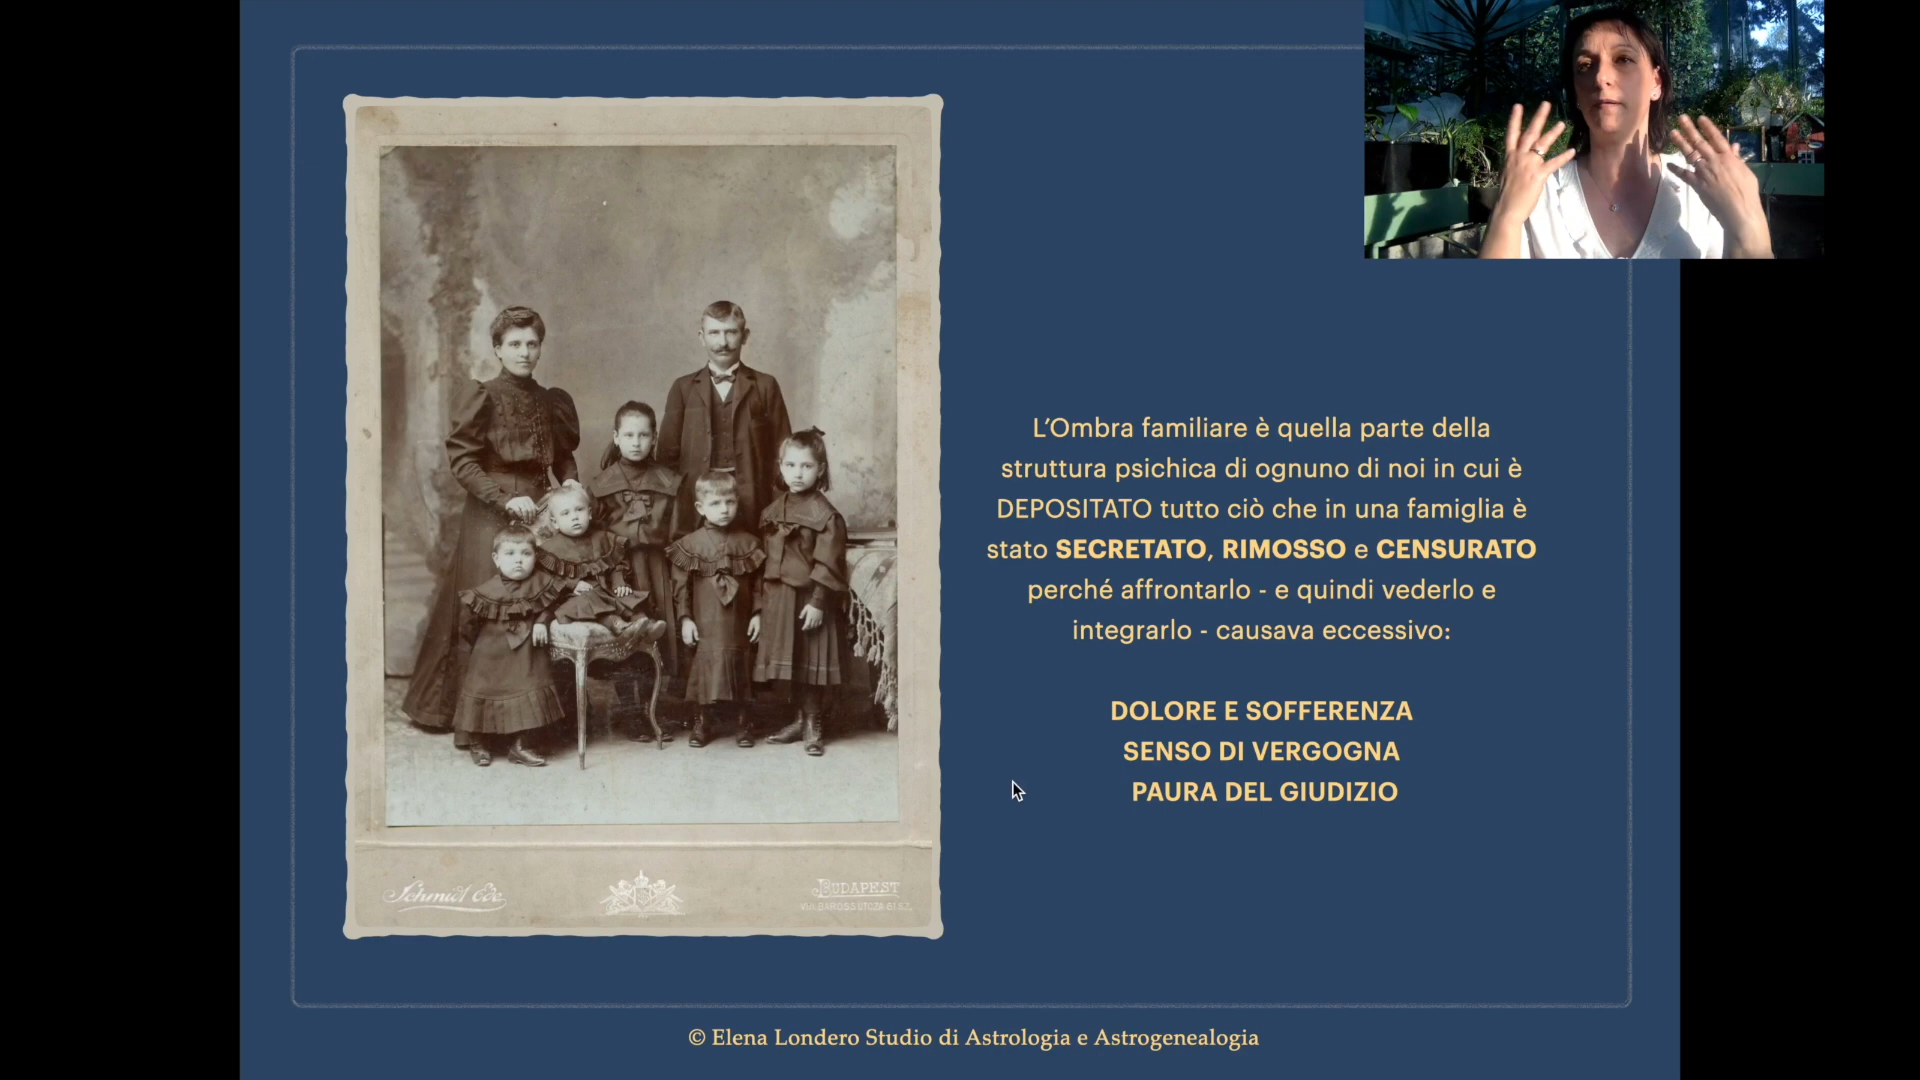 L'Ombra familiare è quella parte della
struttura psichica di ognuno di noi in cui è
DEPOSITATO tutto ciò che in una famiglia è
stato SECRETATO, RIMOSSO e CENSURATO
perché affrontarlo - e quindi vederlo e
integrarlo - causava eccessivo:
DOLORE E SOFFERENZA
SENSO DI VERGOGNA
PAURA DEL GIUDIZIO
Schmidt Ede
BUDAPEST
© Elena Londero Studio di Astrologia e Astrogenealogia